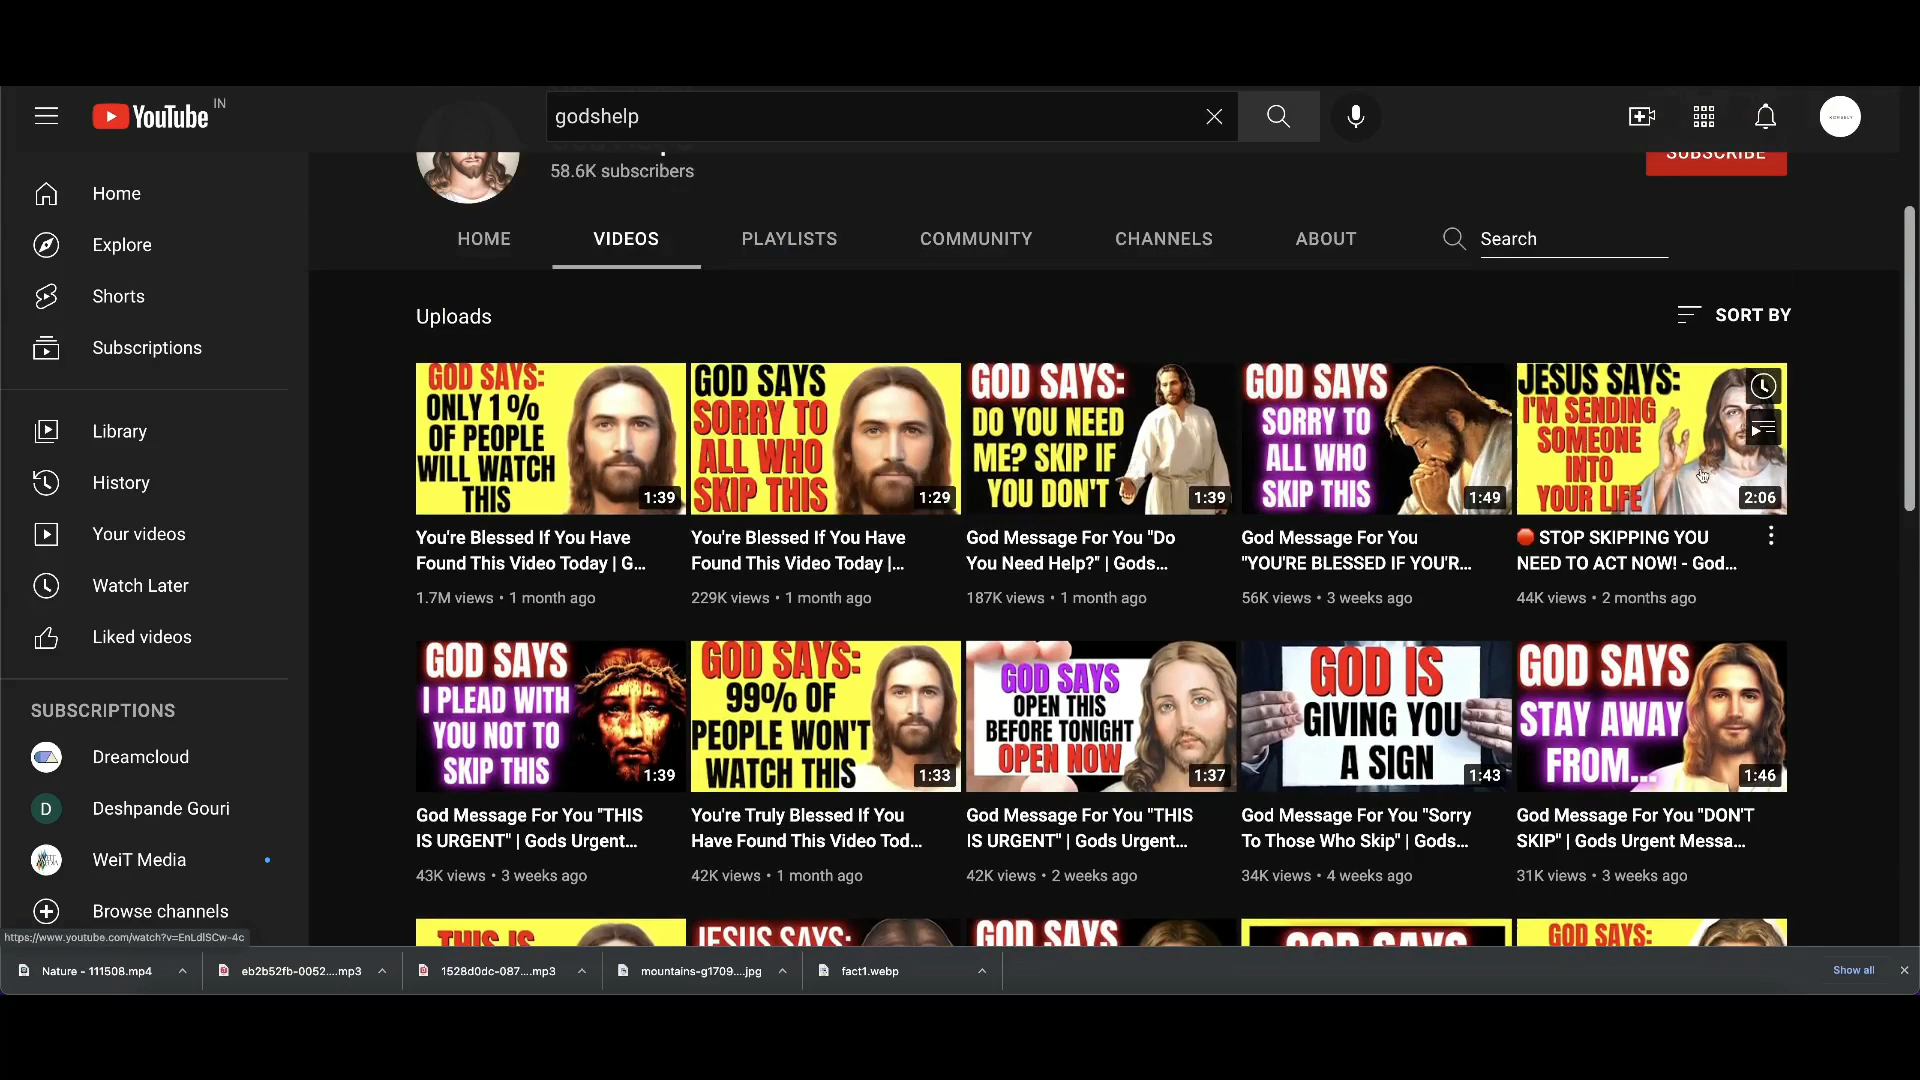 YouTube IN
godshelp
58.6K subscribers
SUBSCRIBE
Home
Explore
Shorts
Subscriptions
Library
History
Your videos
Watch Later
Liked videos
SUBSCRIPTIONS
Dreamcloud
D
Deshpande Gouri
WeiT Media
Browse channels
HOME
VIDEOS
PLAYLISTS
COMMUNITY
CHANNELS
ABOUT
Search
Uploads
SORT BY
GOD SAYS:
ONLY 1%
OF PEOPLE
WILL WATCH
THIS
1:39
You're Blessed If You Have
Found This Video Today | G...
1.7M views • 1 month ago
GOD SAYS
SORRY TO
ALL WHO
SKIP THIS
1:29
You're Blessed If You Have
Found This Video Today |...
229K views • 1 month ago
GOD SAYS:
DO YOU NEED
ME? SKIP IF
YOU DON'T
1:39
God Message For You "Do
You Need Help?" | Gods...
187K views • 1 month ago
GOD SAYS
SORRY TO
ALL WHO
SKIP THIS
1:49
God Message For You
"YOU'RE BLESSED IF YOU'R...
56K views • 3 weeks ago
JESUS SAYS:
I'M SENDING
SOMEONE
INTO
YOUR LIFE
2:06
STOP SKIPPING YOU
NEED TO ACT NOW! - God...
44K views • 2 months ago
GOD SAYS
I PLEAD WITH
YOU NOT TO
SKIP THIS
1:39
God Message For You "THIS
IS URGENT" | Gods Urgent...
43K views • 3 weeks ago
GOD SAYS:
99% OF
PEOPLE WON'T
WATCH THIS
1:33
You're Truly Blessed If You
Have Found This Video Tod...
42K views • 1 month ago
GOD SAYS
OPEN THIS
BEFORE TONIGHT
OPEN NOW
1:37
God Message For You "THIS
IS URGENT" | Gods Urgent...
42K views • 2 weeks ago
GOD IS
GIVING YOU
A SIGN
1:43
God Message For You "Sorry
To Those Who Skip" | Gods...
34K views • 4 weeks ago
GOD SAYS
STAY AWAY
FROM...
1:46
God Message For You "DON'T
SKIP" | Gods Urgent Messa...
31K views • 3 weeks ago
THIS IS
JESUS SAYS:
GOD SAYS
GOD SAYS
GOD SAYS:
https://www.youtube.com/watch?v=EnLdlSCw-4c
Nature - 111508.mp4
eb2b52fb-0052....mp3
1528d0dc-087....mp3
mountains-g1709....jpg
fact1.webp
Show all